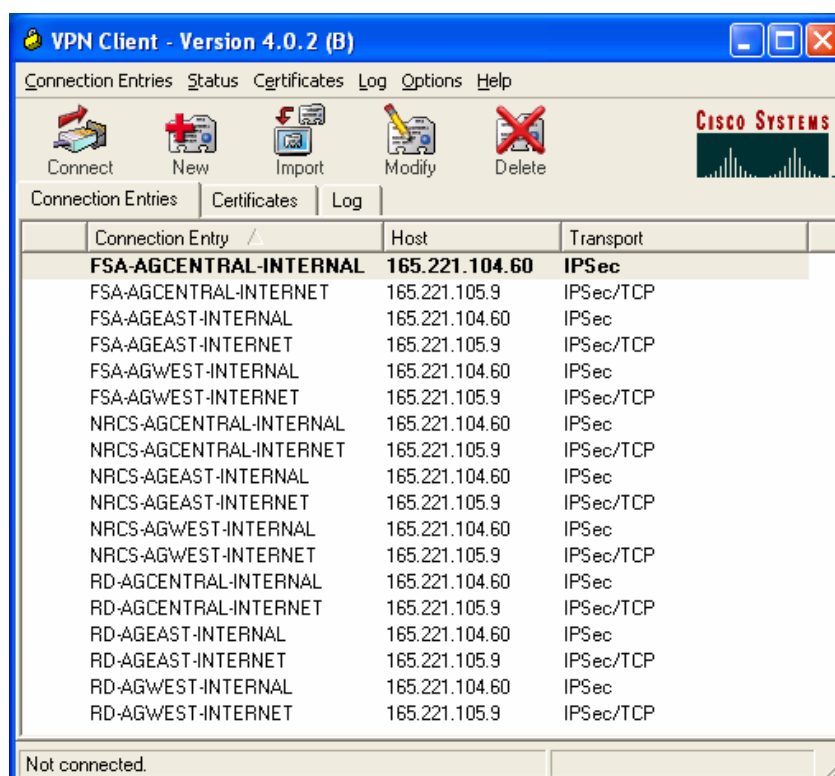 VPN Client - Version 4.0.2 (B)
Connection Entries Status Certificates Log Options Help
Connect New Import Modify Delete
CISCO SYSTEMS
Connection Entries Certificates Log
Connection Entry Host Transport
FSA-AGCENTRAL-INTERNAL 165.221.104.60 IPSec
FSA-AGCENTRAL-INTERNET 165.221.105.9 IPSec/TCP
FSA-AGEAST-INTERNAL 165.221.104.60 IPSec
FSA-AGEAST-INTERNET 165.221.105.9 IPSec/TCP
FSA-AGWEST-INTERNAL 165.221.104.60 IPSec
FSA-AGWEST-INTERNET 165.221.105.9 IPSec/TCP
NRCS-AGCENTRAL-INTERNAL 165.221.104.60 IPSec
NRCS-AGCENTRAL-INTERNET 165.221.105.9 IPSec/TCP
NRCS-AGEAST-INTERNAL 165.221.104.60 IPSec
NRCS-AGEAST-INTERNET 165.221.105.9 IPSec/TCP
NRCS-AGWEST-INTERNAL 165.221.104.60 IPSec
NRCS-AGWEST-INTERNET 165.221.105.9 IPSec/TCP
RD-AGCENTRAL-INTERNAL 165.221.104.60 IPSec
RD-AGCENTRAL-INTERNET 165.221.105.9 IPSec/TCP
RD-AGEAST-INTERNAL 165.221.104.60 IPSec
RD-AGEAST-INTERNET 165.221.105.9 IPSec/TCP
RD-AGWEST-INTERNAL 165.221.104.60 IPSec
RD-AGWEST-INTERNET 165.221.105.9 IPSec/TCP
Not connected.